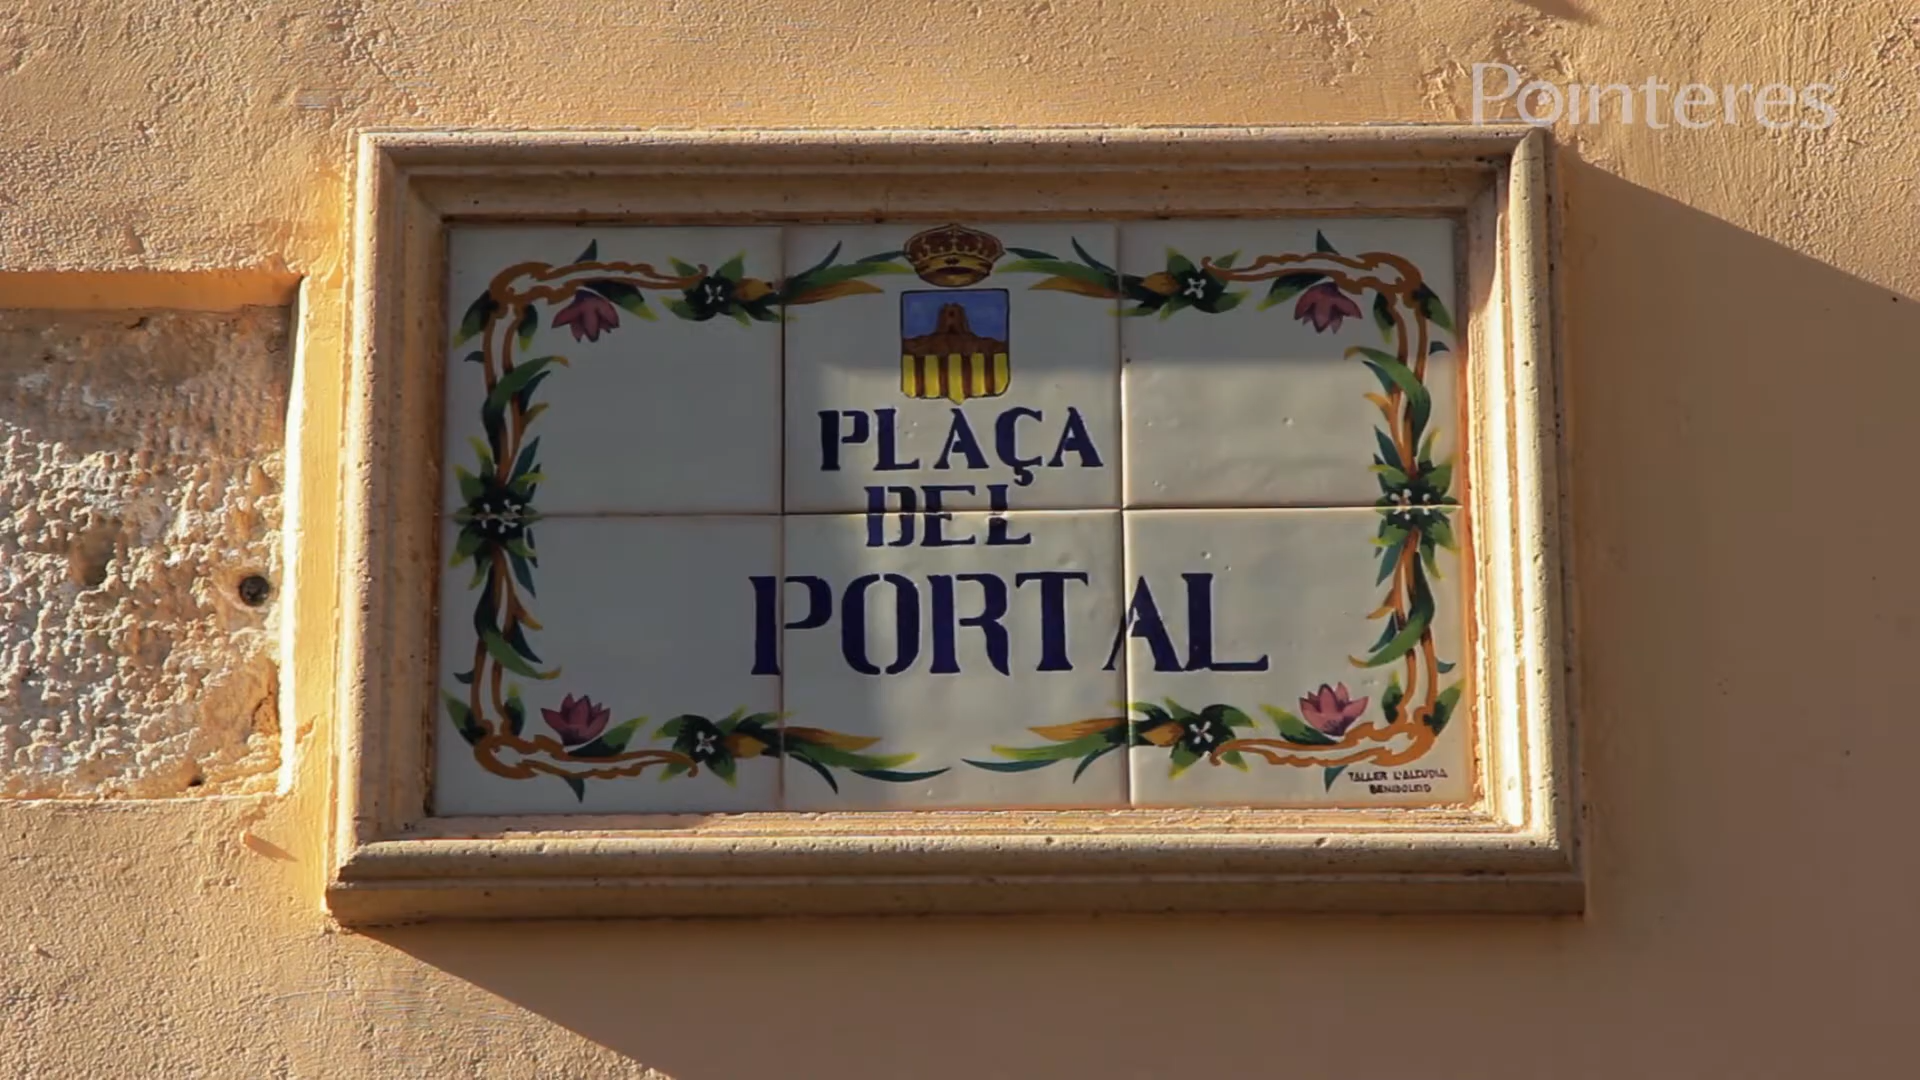 Pointeres
PLAÇA
DEL
PORTAL
TALLER L'ALCUDIA
BENIDOLEIG